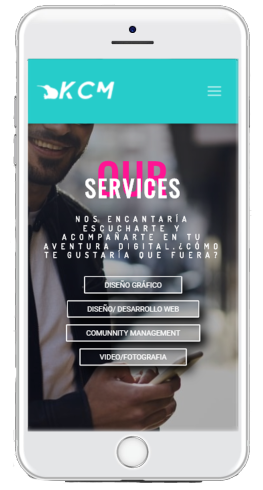 KCM
OUR
SERVICES
NOS ENCANTARÍA
ESCUCHARTE Y
ACOMPAÑARTE EN TU
AVENTURA DIGITAL.¿CÓMO
TE GUSTARÍA QUE FUERA?
DISEÑO GRÁFICO
DISEÑO/ DESARROLLO WEB
COMUNNITY MANAGEMENT
VIDEO/FOTOGRAFIA